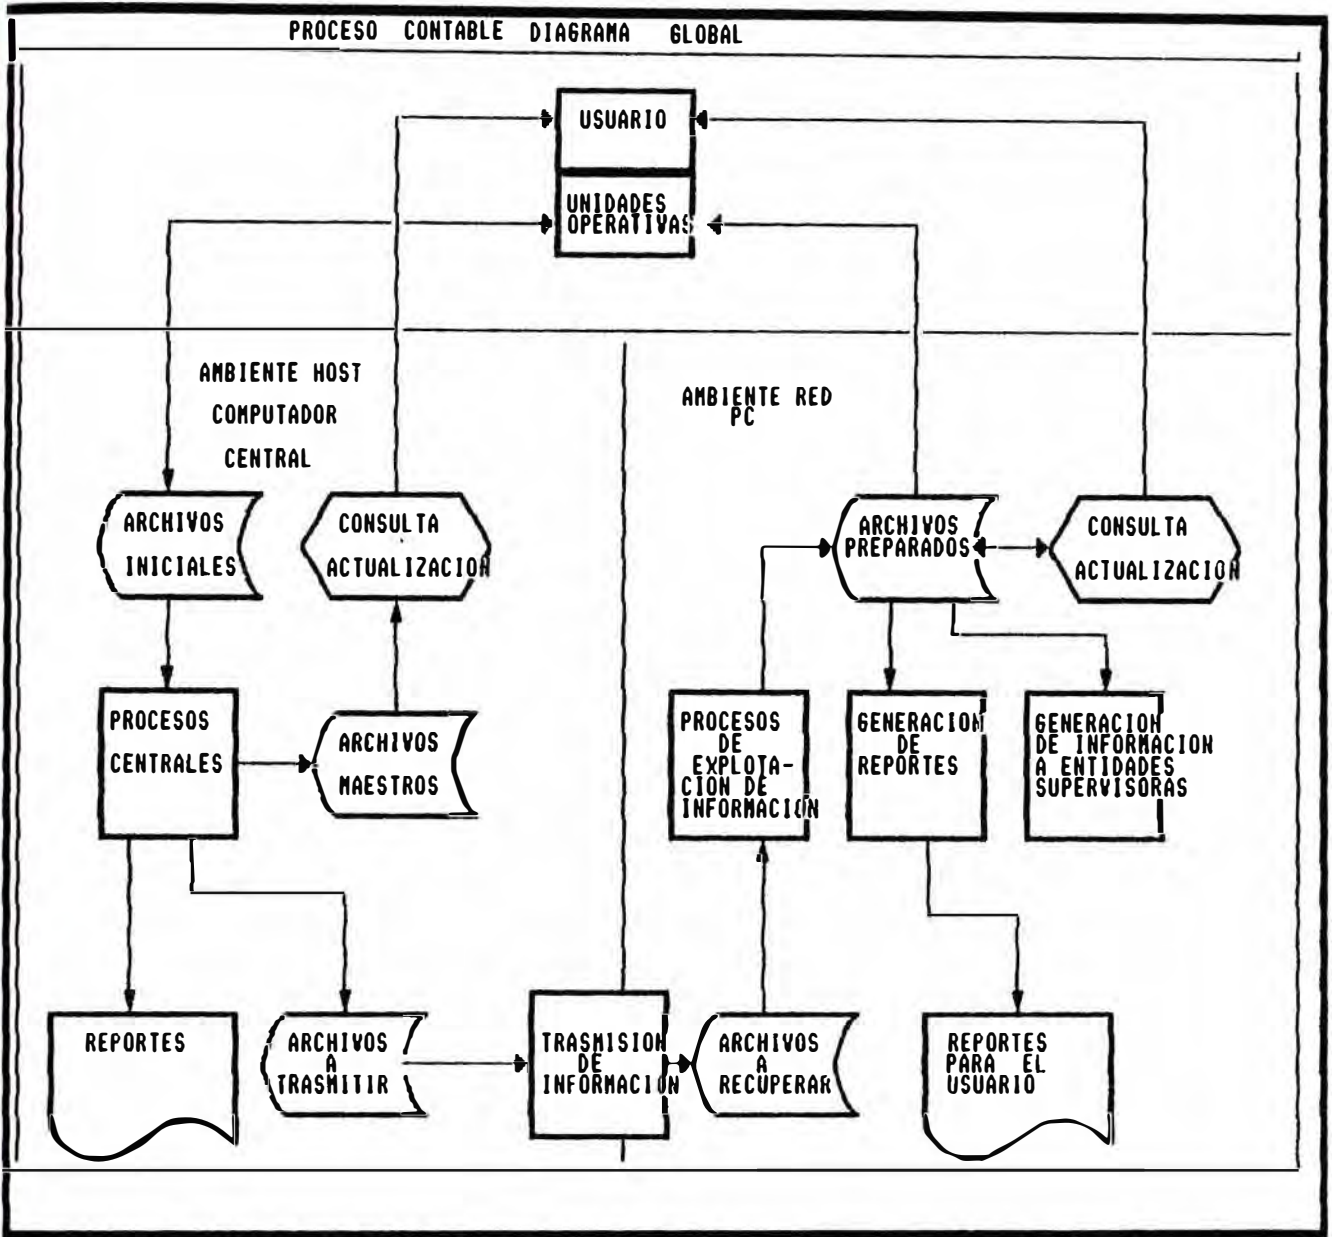 PROCESO CONTABLE DIAGRAMA GLOBAL
USUARIO
UNIDADES
OPERATIVAS
AMBIENTE HOST
COMPUTADOR
CENTRAL
AMBIENTE RED
PC
ARCHIVOS
INICIALES
CONSULTA
ACTUALIZACION
ARCHIVOS
PREPARADOS
CONSULTA
ACTUALIZACION
PROCESOS
CENTRALES
ARCHIVOS
MAESTROS
PROCESOS
DE
EXPLOTA-
CION DE
INFORMACION
GENERACION
DE
REPORTES
GENERACION
DE INFORMACION
A ENTIDADES
SUPERVISORAS
REPORTES
ARCHIVOS
A
TRASMITIR
TRASMISION
DE
INFORMACION
ARCHIVOS
A
RECUPERAR
REPORTES
PARA EL
USUARIO